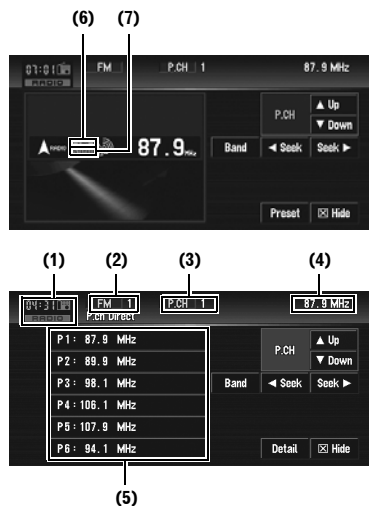 (6) (7)
07:01 FM P.CH 1 87.9 MHz
RADIO
P.CH ▲ Up
▼ Down
RADIO 87.9 MHz Band ◄ Seek Seek ►
Preset ☒ Hide
(1) (2) (3) (4)
04:31 FM 1 P.CH 1 87.9 MHz
RADIO P.ch Direct
P1: 87.9 MHz
P.CH ▲ Up
P2: 89.9 MHz ▼ Down
P3: 98.1 MHz Band ◄ Seek Seek ►
P4: 106.1 MHz
P5: 107.9 MHz
P6: 94.1 MHz Detail ☒ Hide
(5)